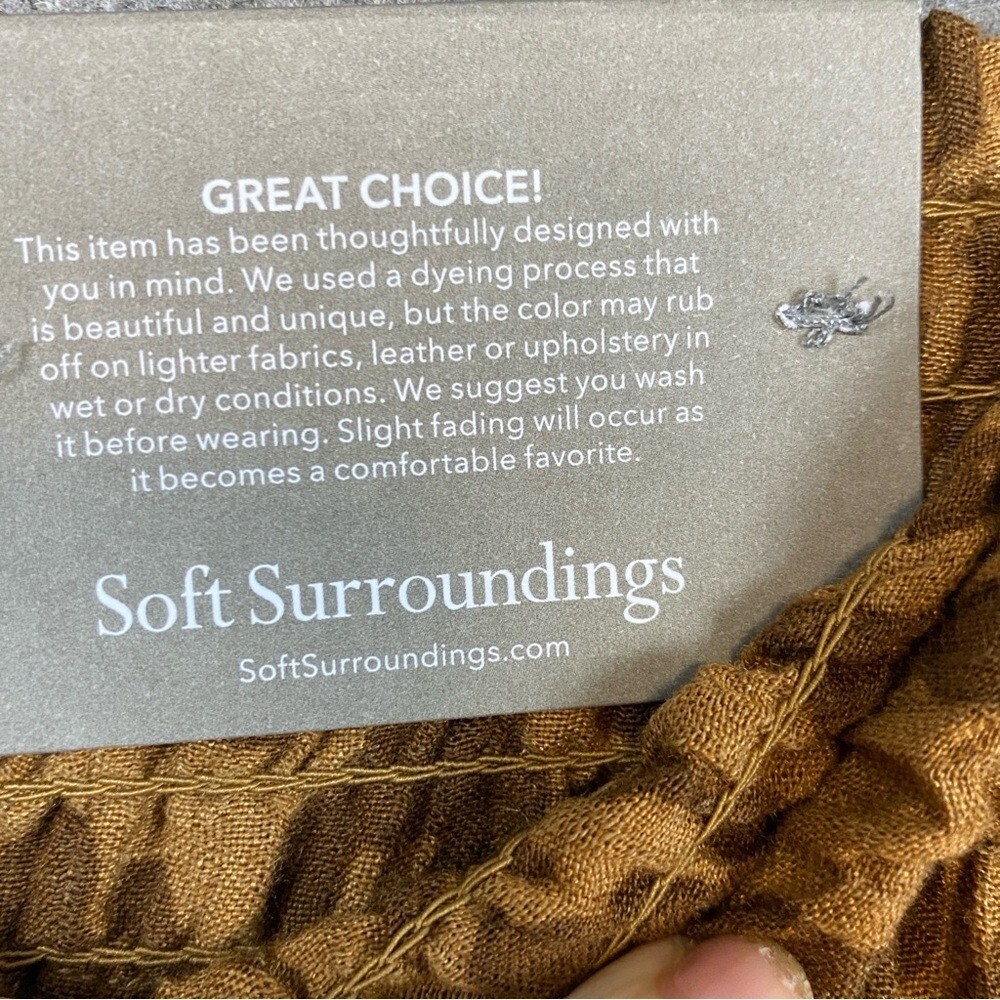 GREAT CHOICE!
This item has been thoughtfully designed with
you in mind. We used a dyeing process that
is beautiful and unique, but the color may rub
off on lighter fabrics, leather or upholstery in
wet or dry conditions. We suggest you wash
it before wearing. Slight fading will occur as
it becomes a comfortable favorite.
Soft Surroundings
SoftSurroundings.com